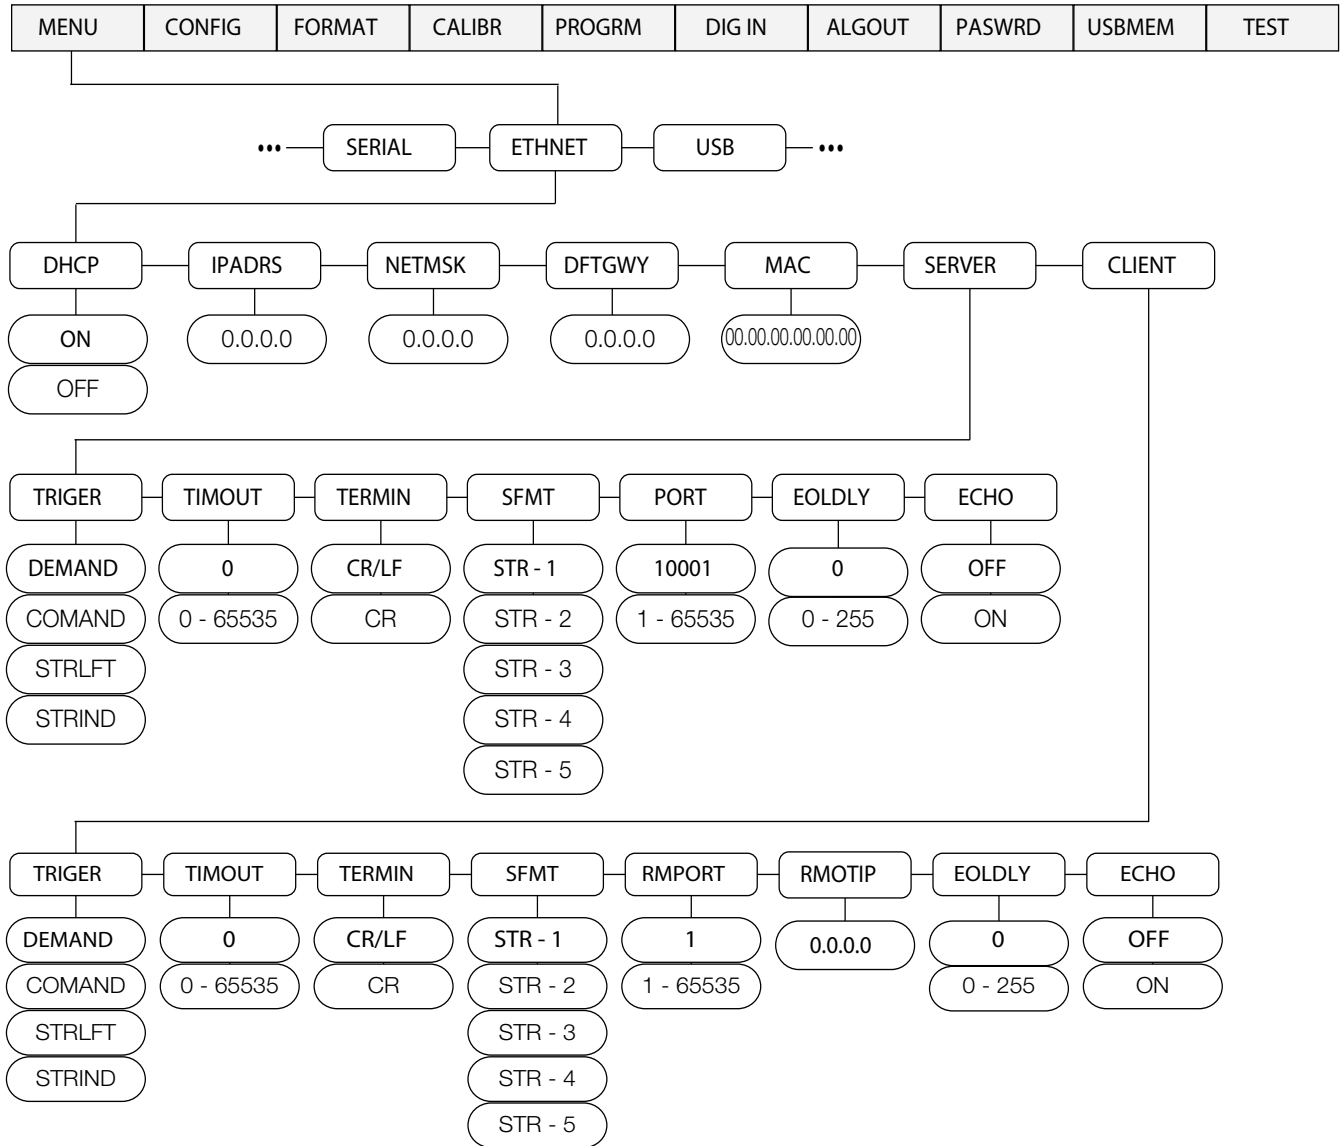 MENU CONFIG FORMAT CALIBR PROGRM DIG IN ALGOUT PASWRD USBMEM TEST
••• SERIAL ETHNET USB •••
DHCP IPADRS NETMSK DFTGWY MAC SERVER CLIENT
ON 0.0.0.0 0.0.0.0 0.0.0.0 00.00.00.00.00.00
OFF
TRIGER TIMOUT TERMIN SFMT PORT EOLDLY ECHO
DEMAND 0 CR/LF STR - 1 10001 0 OFF
COMAND 0 - 65535 CR STR - 2 1 - 65535 0 - 255 ON
STRLFT STR - 3
STRIND STR - 4
STR - 5
TRIGER TIMOUT TERMIN SFMT RMPORT RMOTIP EOLDLY ECHO
DEMAND 0 CR/LF STR - 1 1 0.0.0.0 0 OFF
COMAND 0 - 65535 CR STR - 2 1 - 65535 0 - 255 ON
STRLFT STR - 3
STRIND STR - 4
STR - 5